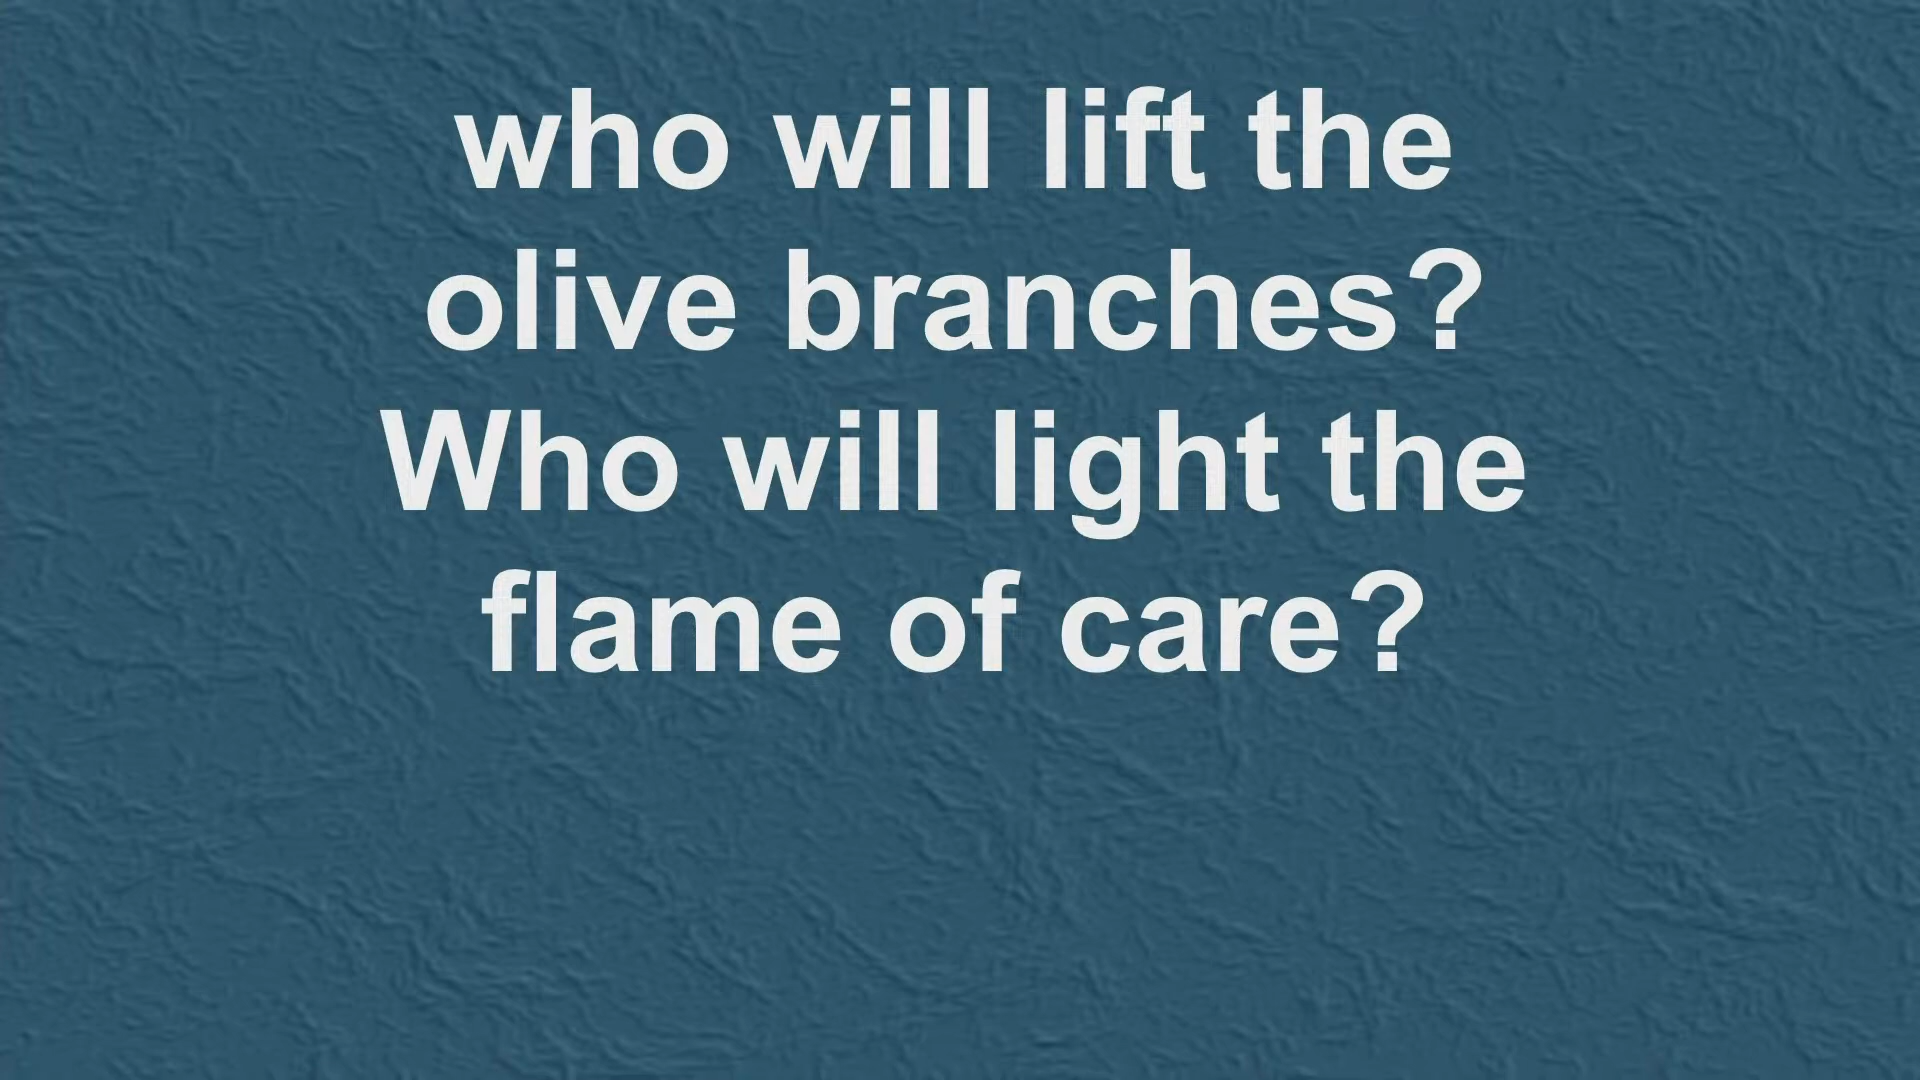 who will lift the
olive branches?
Who will light the
flame of care?